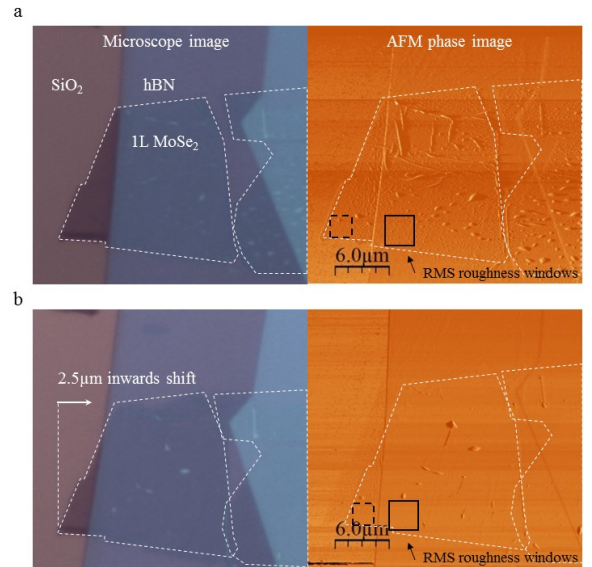 a
Microscope image
AFM phase image
SiO₂
hBN
1L MoSe₂
6.0μm
RMS roughness windows
b
2.5μm inwards shift
6.0μm
RMS roughness windows